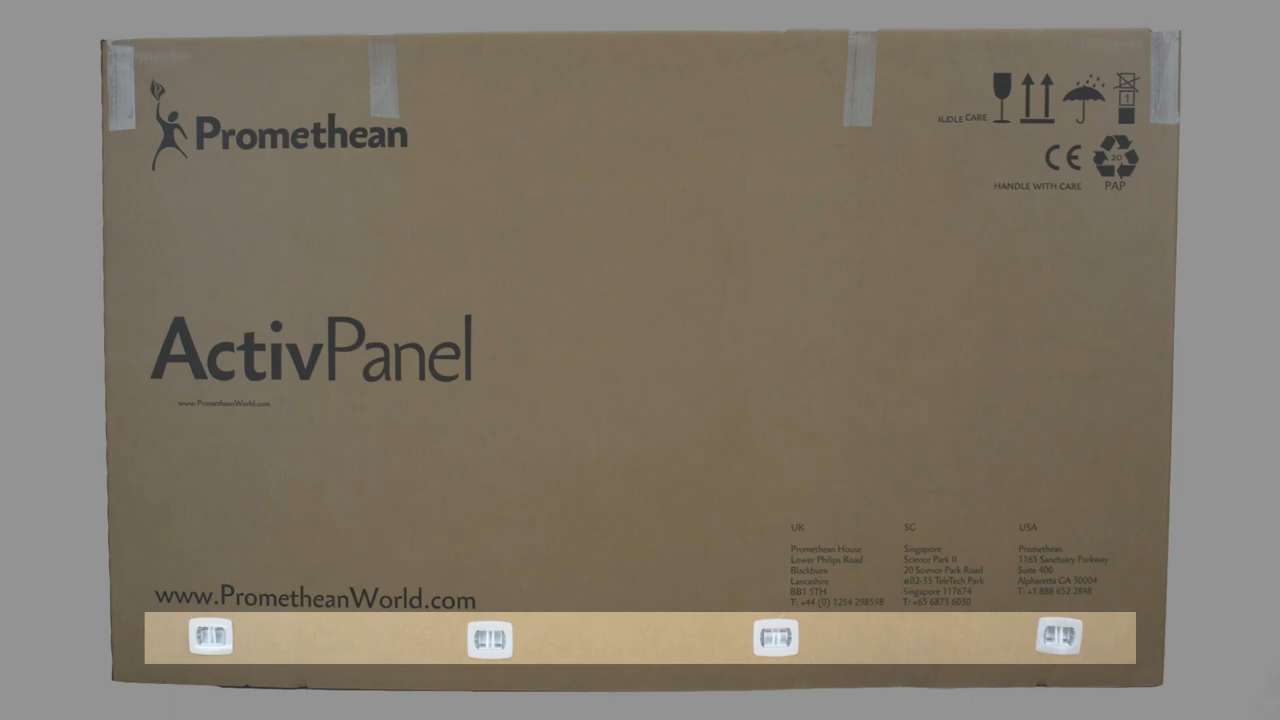 Promethean
CARE
1
CE
20
HANDLE WITH CARE
PAP
ActivPanel
www.PrometheanWorld.com
UK
Promethean House
Lower Philips Road
Blackburn
Lancashire
BB1 5TH
T: +44 (0) 1254 298598
SG
Singapore
Science Park II
20 Science Park Road
#02-33 TeleTech Park
Singapore 117674
T: +65 6873 6030
USA
Promethean
1165 Sanctuary Parkway
Suite 400
Alpharetta GA 30004
T: +1 888 652 2848
www.PrometheanWorld.com